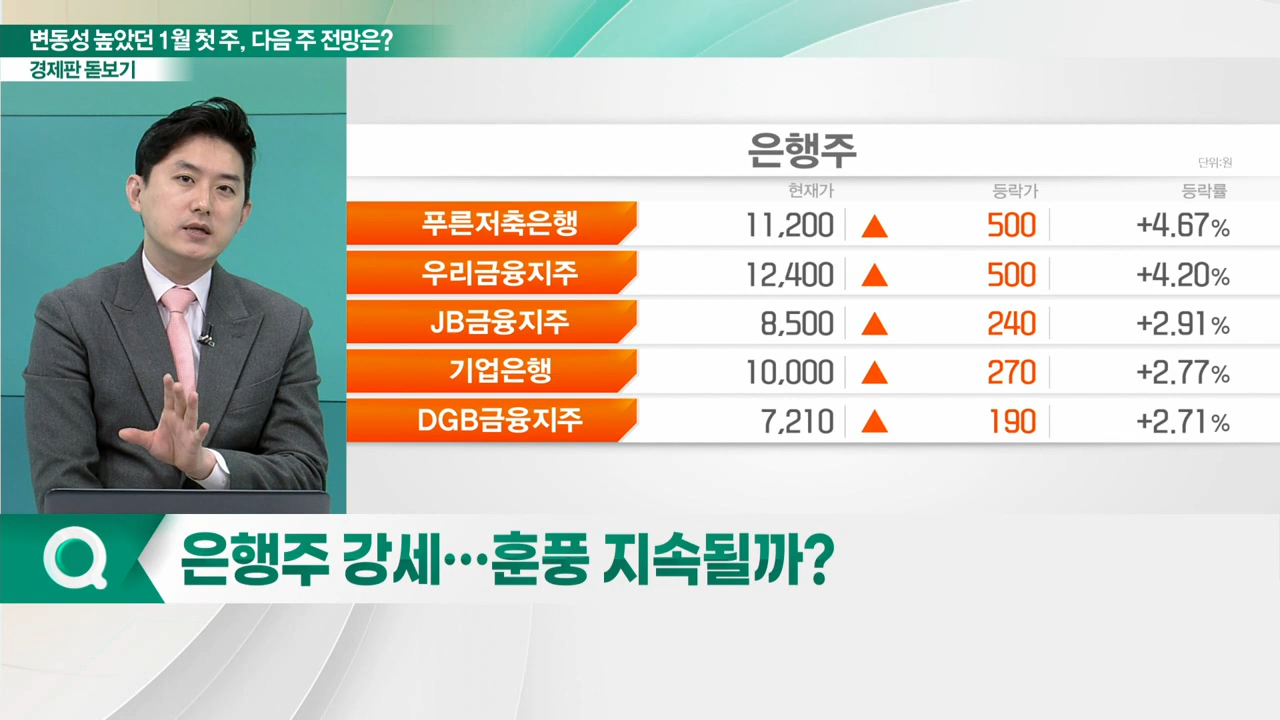 변동성 높았던 1월 첫 주, 다음 주 전망은?
경제판 돋보기
은행주
단위:원
현재가 등락가 등락률
푸른저축은행 11,200 ▲ 500 +4.67%
우리금융지주 12,400 ▲ 500 +4.20%
JB금융지주 8,500 ▲ 240 +2.91%
기업은행 10,000 ▲ 270 +2.77%
DGB금융지주 7,210 ▲ 190 +2.71%
Q 은행주 강세…훈풍 지속될까?